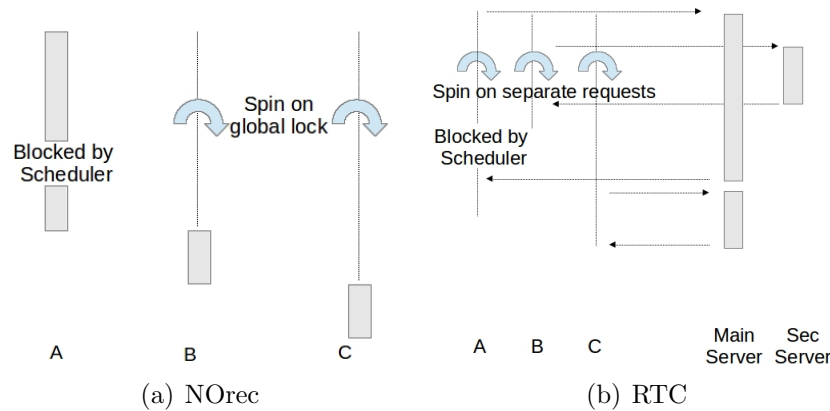 Spin on
global lock
Blocked by
Scheduler
A
B
C
(a) NOrec
Spin on separate requests
Blocked by
Scheduler
A
B
C
Main
Server
Sec
Server
(b) RTC